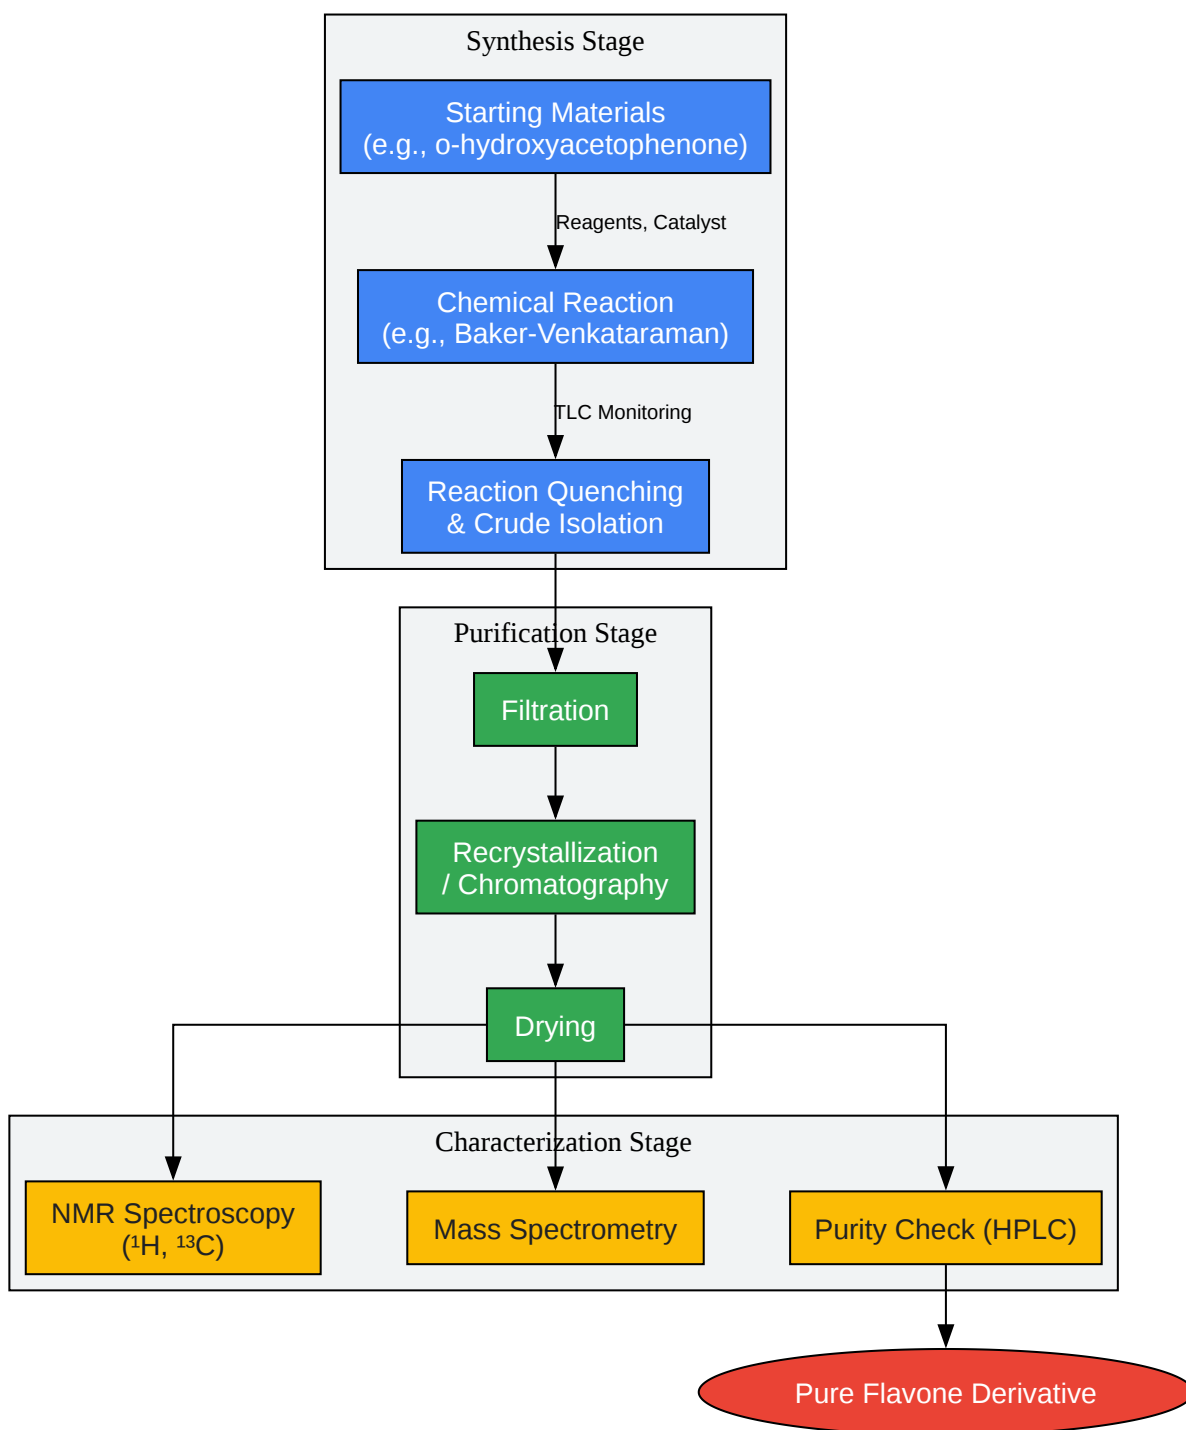 Synthesis Stage
Starting Materials
(e.g., o-hydroxyacetophenone)
Reagents, Catalyst
Chemical Reaction
(e.g., Baker-Venkataraman)
TLC Monitoring
Reaction Quenching
& Crude Isolation
Purification Stage
Filtration
Recrystallization
/ Chromatography
Drying
Characterization Stage
NMR Spectroscopy
(¹H, ¹³C)
Mass Spectrometry
Purity Check (HPLC)
Pure Flavone Derivative